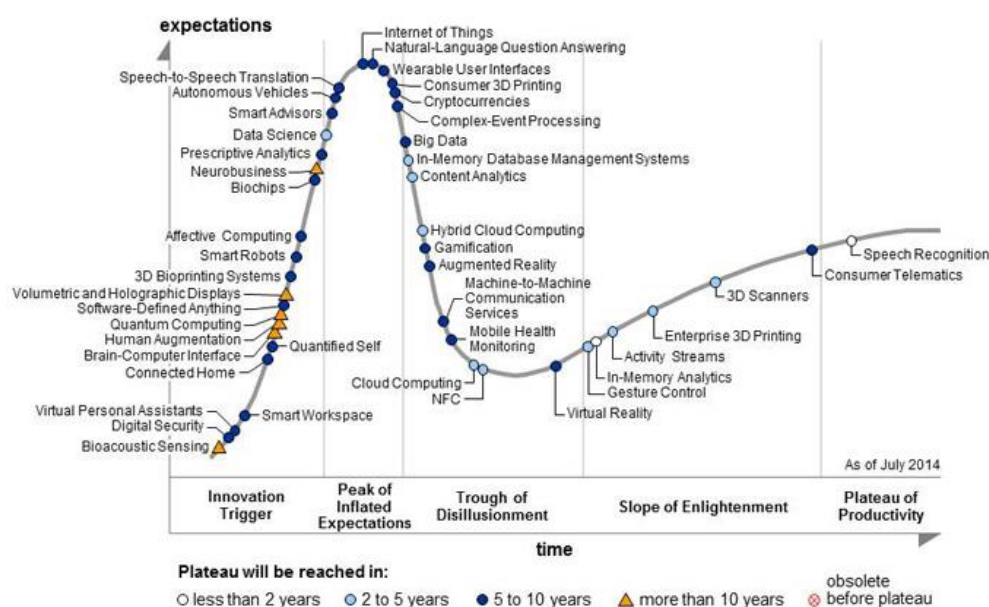 expectations
Internet of Things
Natural-Language Question Answering
Wearable User Interfaces
Consumer 3D Printing
Cryptocurrencies
Complex-Event Processing
Speech-to-Speech Translation
Autonomous Vehicles
Smart Advisors
Data Science
Prescriptive Analytics
Neurobusiness
Biochips
Big Data
In-Memory Database Management Systems
Content Analytics
Hybrid Cloud Computing
Gamification
Augmented Reality
Machine-to-Machine
Communication
Services
Mobile Health
Monitoring
Affective Computing
Smart Robots
3D Bioprinting Systems
Volumetric and Holographic Displays
Software-Defined Anything
Quantum Computing
Human Augmentation
Brain-Computer Interface
Connected Home
Quantified Self
Cloud Computing
NFC
Virtual Personal Assistants
Digital Security
Bioacoustic Sensing
Smart Workspace
Virtual Reality
Gesture Control
In-Memory Analytics
Activity Streams
Enterprise 3D Printing
3D Scanners
Consumer Telematics
Speech Recognition
As of July 2014
Innovation
Trigger
Peak of
Inflated
Expectations
Trough of
Disillusionment
Slope of Enlightenment
Plateau of
Productivity
time
Plateau will be reached in:
less than 2 years
2 to 5 years
5 to 10 years
more than 10 years
obsolete
before plateau